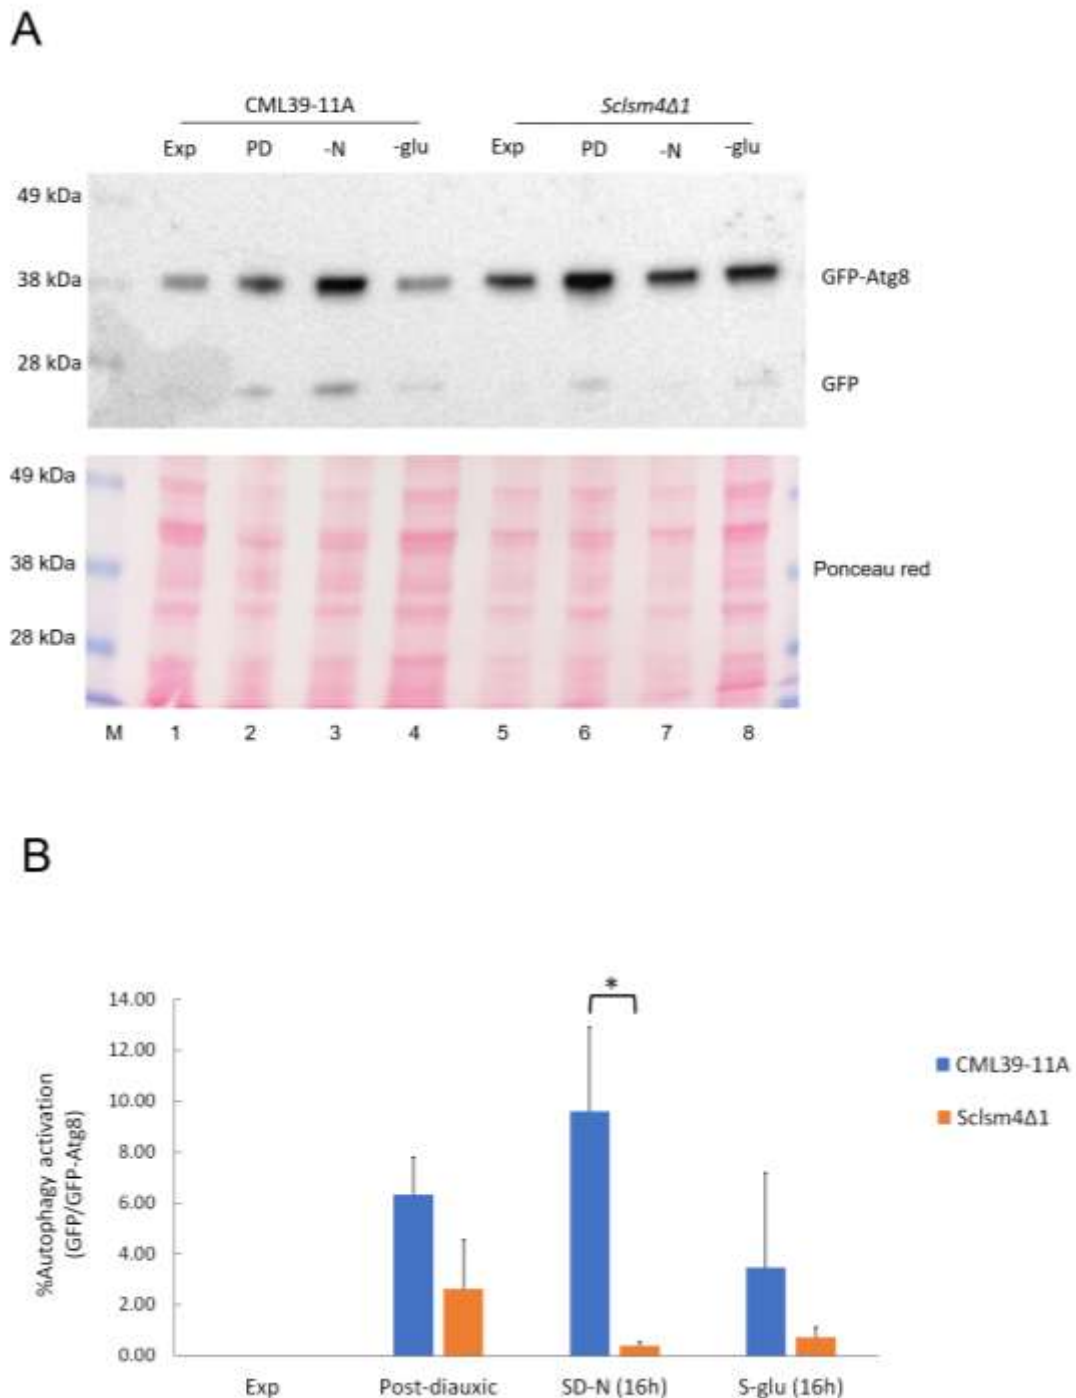 A
CML39-11A Sclsm4Δ1
Exp PD -N -glu Exp PD -N -glu
49 kDa
38 kDa GFP-Atg8
28 kDa GFP
49 kDa
38 kDa Ponceau red
28 kDa
M 1 2 3 4 5 6 7 8
B
*
14.00
12.00
10.00
8.00
6.00
4.00
2.00
0.00
%Autophagy activation
(GFP/GFP-Atg8)
CML39-11A
Sclsm4Δ1
Exp Post-diauxic SD-N (16h) S-glu (16h)